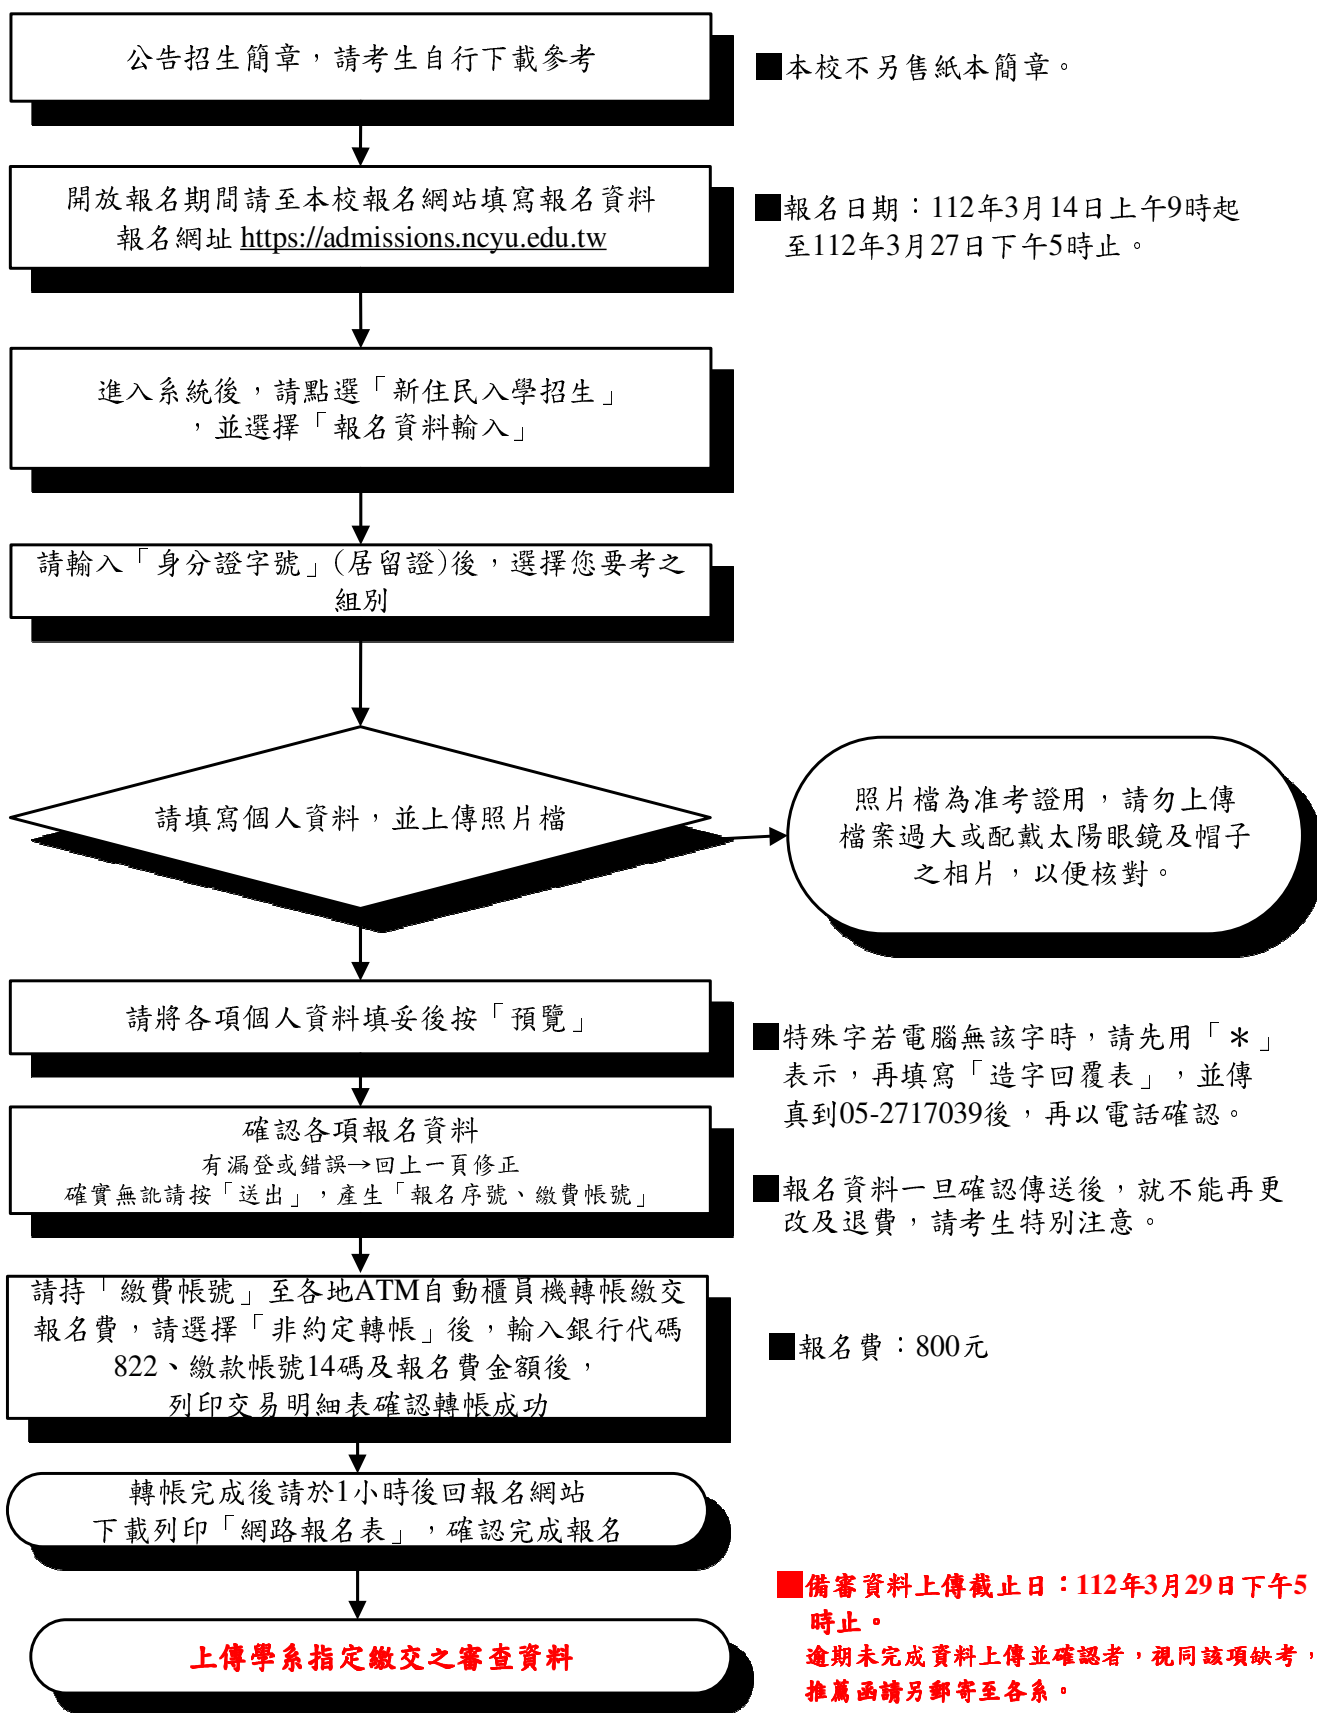 公告招生簡章，請考生自行下載參考
■本校不另售紙本簡章。
開放報名期間請至本校報名網站填寫報名資料
報名網址 https://admissions.ncyu.edu.tw
■報名日期：112年3月14日上午9時起
至112年3月27日下午5時止。
進入系統後，請點選「新住民入學招生」
，並選擇「報名資料輸入」
請輸入「身分證字號」(居留證)後，選擇您要考之
組別
請填寫個人資料，並上傳照片檔
照片檔為准考證用，請勿上傳
檔案過大或配戴太陽眼鏡及帽子
之相片，以便核對。
請將各項個人資料填妥後按「預覽」
■特殊字若電腦無該字時，請先用「＊」
表示，再填寫「造字回覆表」，並傳
真到05-2717039後，再以電話確認。
確認各項報名資料
有漏登或錯誤→回上一頁修正
確實無訛請按「送出」，產生「報名序號、繳費帳號」
■報名資料一旦確認傳送後，就不能再更
改及退費，請考生特別注意。
請持「繳費帳號」至各地ATM自動櫃員機轉帳繳交
報名費，請選擇「非約定轉帳」後，輸入銀行代碼
822、繳款帳號14碼及報名費金額後，
列印交易明細表確認轉帳成功
■報名費：800元
轉帳完成後請於1小時後回報名網站
下載列印「網路報名表」，確認完成報名
上傳學系指定繳交之審查資料
■備審資料上傳截止日：112年3月29日下午5
時止。
逾期未完成資料上傳並確認者，視同該項缺考，
推薦函請另郵寄至各系。